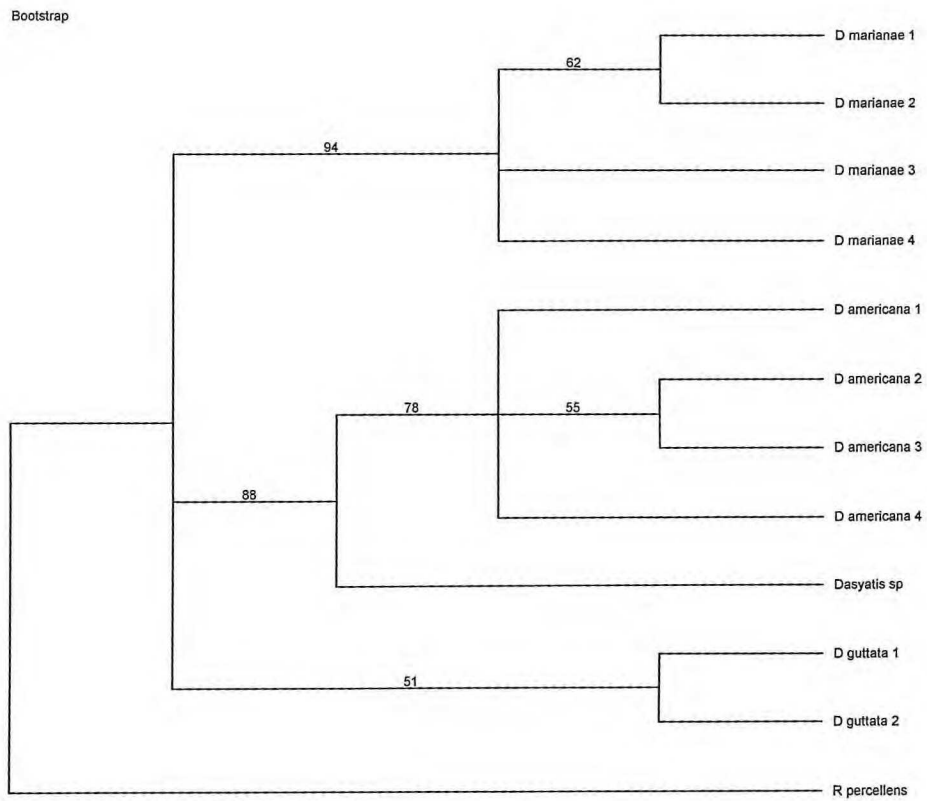 Bootstrap
D marianae 1
62
D marianae 2
94
D marianae 3
D marianae 4
D americana 1
D americana 2
78
55
D americana 3
88
D americana 4
Dasyatis sp
D guttata 1
51
D guttata 2
R percellens